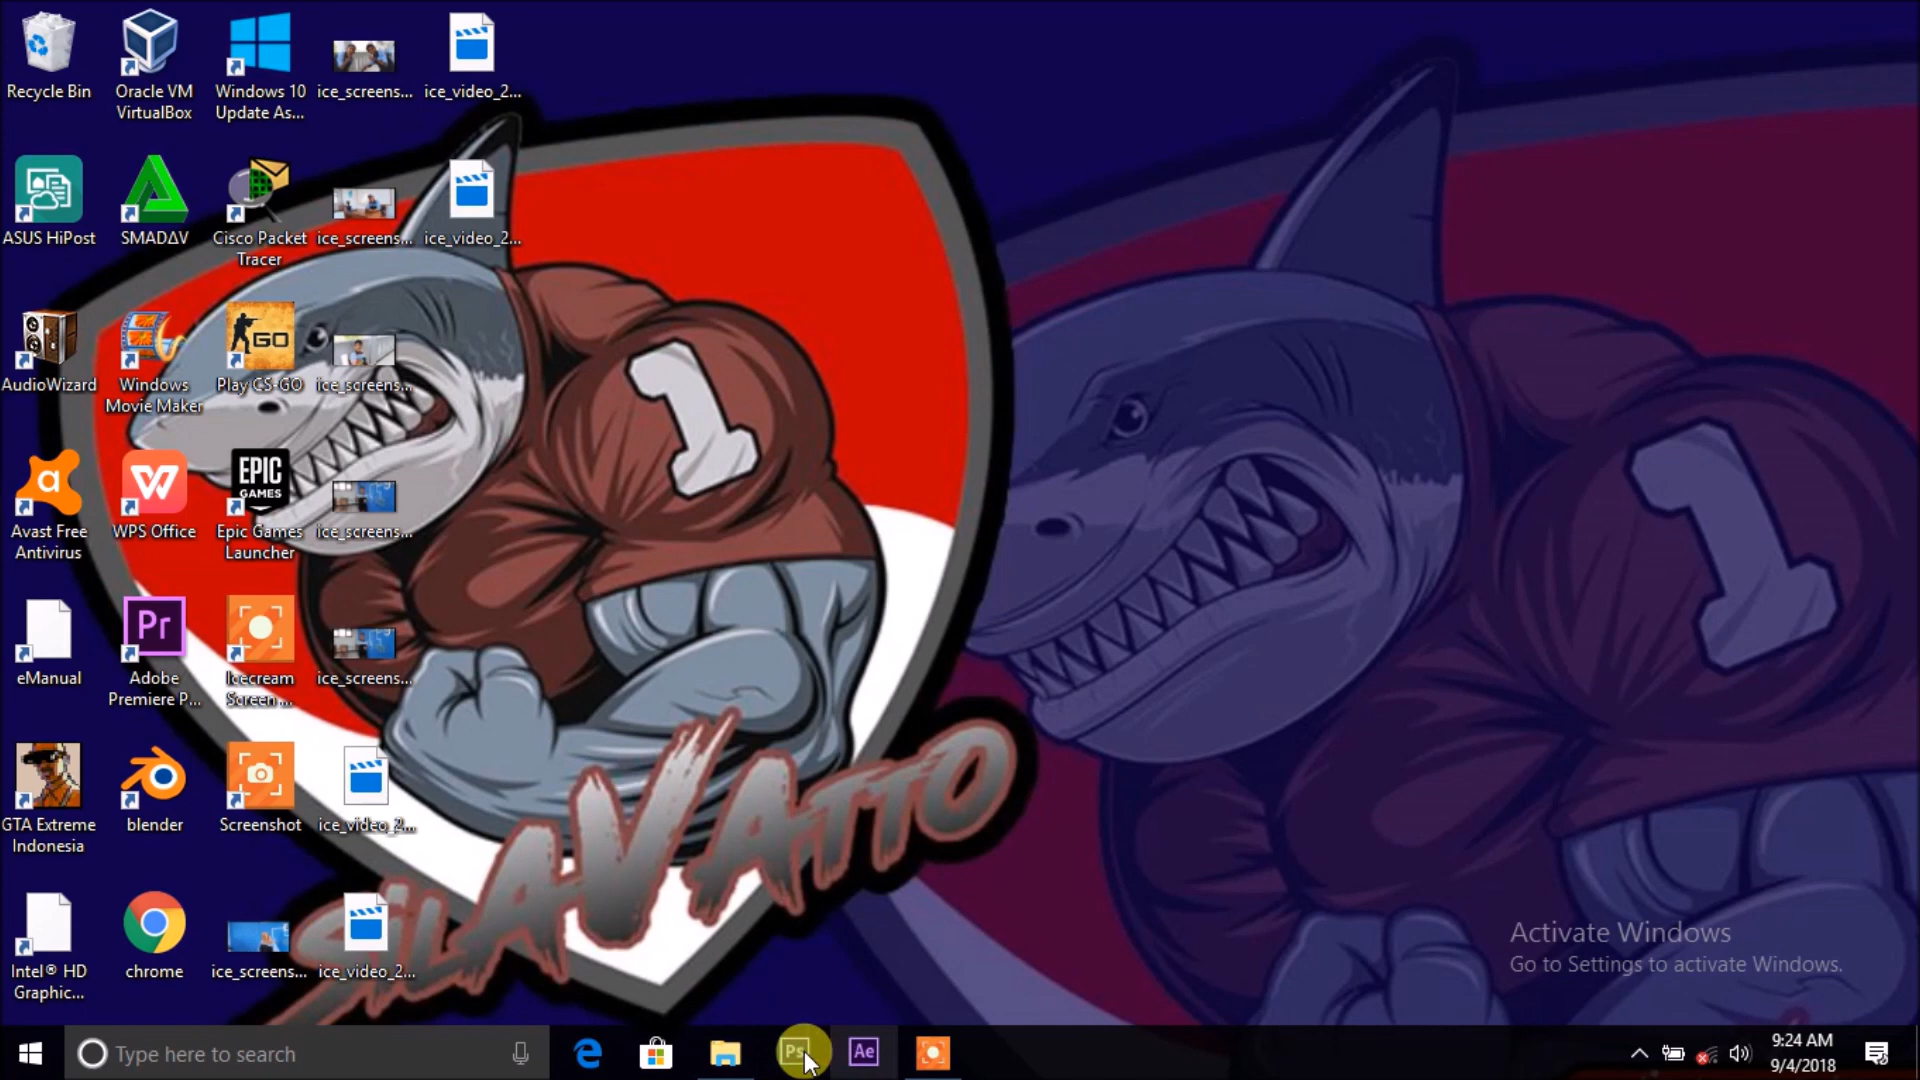 Recycle Bin
Oracle VM
VirtualBox
Windows 10
Update As...
ice_screens...
ice_video_2...
ASUS HiPost
SMADΔV
Cisco Packet
Tracer
ice_screens...
ice_video_2...
AudioWizard
Windows
Movie Maker
GO
Play CS-GO
ice_screens...
1
1
a
Avast Free
Antivirus
W
WPS Office
EPIC
GAMES
Epic Games
Launcher
ice_screens...
eManual
Pr
Adobe
Premiere P...
Icecream
Screen ...
ice_screens...
GTA Extreme
Indonesia
blender
Screenshot
ice_video_2...
SiLAVATTO
Intel® HD
Graphic...
chrome
ice_screens...
ice_video_2...
Activate Windows
Go to Settings to activate Windows.
Type here to search
Ps
Ae
9:24 AM
9/4/2018